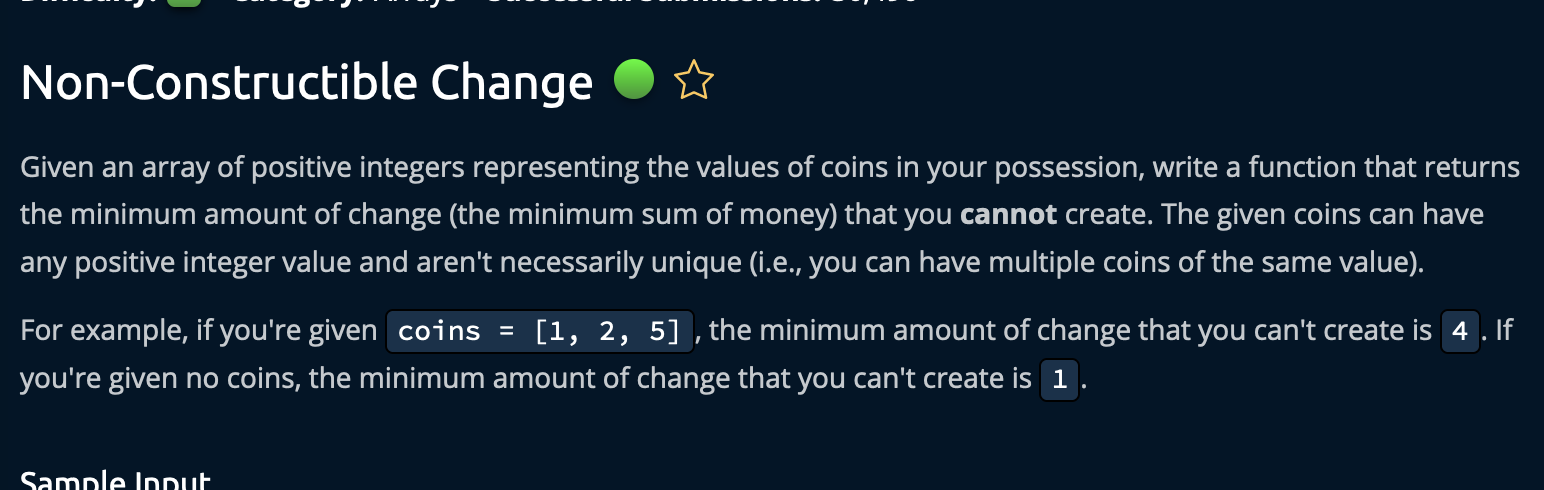 Non-Constructible Change
Given an array of positive integers representing the values of coins in your possession, write a function that returns
the minimum amount of change (the minimum sum of money) that you cannot create. The given coins can have
any positive integer value and aren't necessarily unique (i.e., you can have multiple coins of the same value).
For example, if you're given coins = [1, 2, 5], the minimum amount of change that you can't create is 4. If
you're given no coins, the minimum amount of change that you can't create is 1.
Sample Input